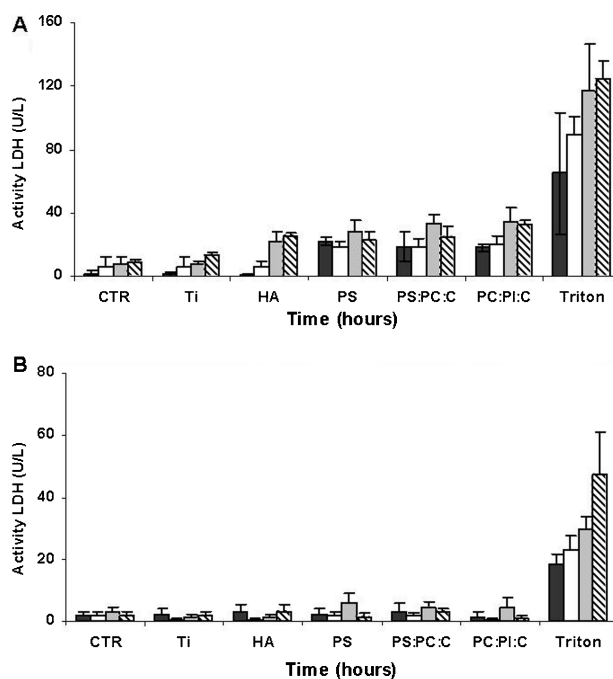 A
Activity LDH (U/L)
160
120
80
40
0
CTR Ti HA PS PS:PC:C PC:PI:C Triton
Time (hours)
B
Activity LDH (U/L)
80
60
40
20
0
CTR Ti HA PS PS:PC:C PC:PI:C Triton
Time (hours)